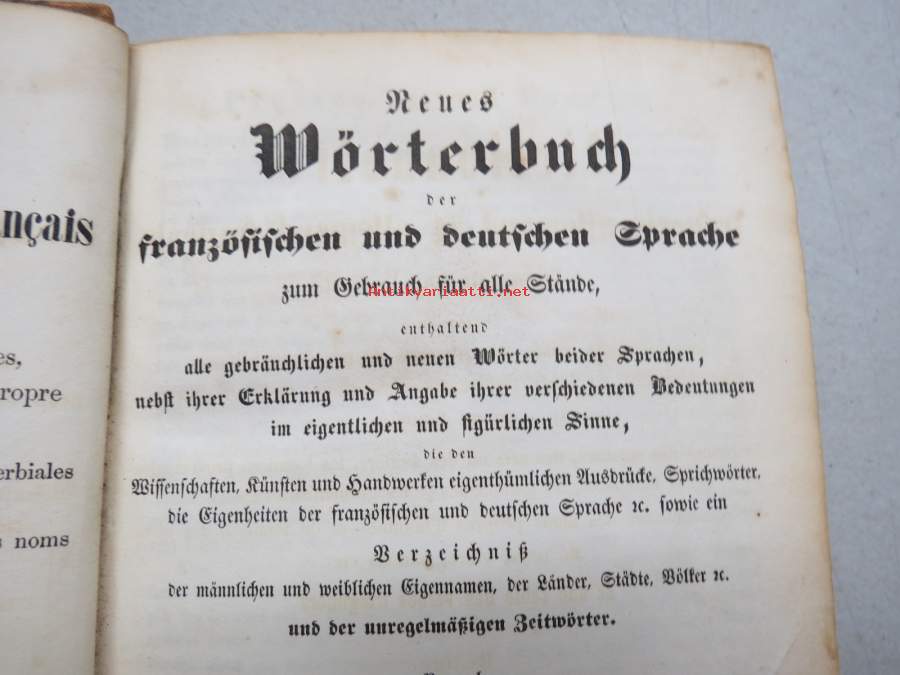 nçais
es,
ropre
erbiales
s noms
Neues
Wörterbuch
der
französischen und deutschen Sprache
zum Gebrauch für alle Stände,
Antikvariaatti.net
enthaltend
alle gebräuchlichen und neuen Wörter beider Sprachen,
nebst ihrer Erklärung und Angabe ihrer verschiedenen Bedeutungen
im eigentlichen und figürlichen Sinne,
die den
Wissenschaften, Künsten und Handwerken eigenthümlichen Ausdrücke, Sprichwörter,
die Eigenheiten der französischen und deutschen Sprache ꝛc. sowie ein
Verzeichniß
der männlichen und weiblichen Eigennamen, der Länder, Städte, Völker ꝛc.
und der unregelmäßigen Zeitwörter.